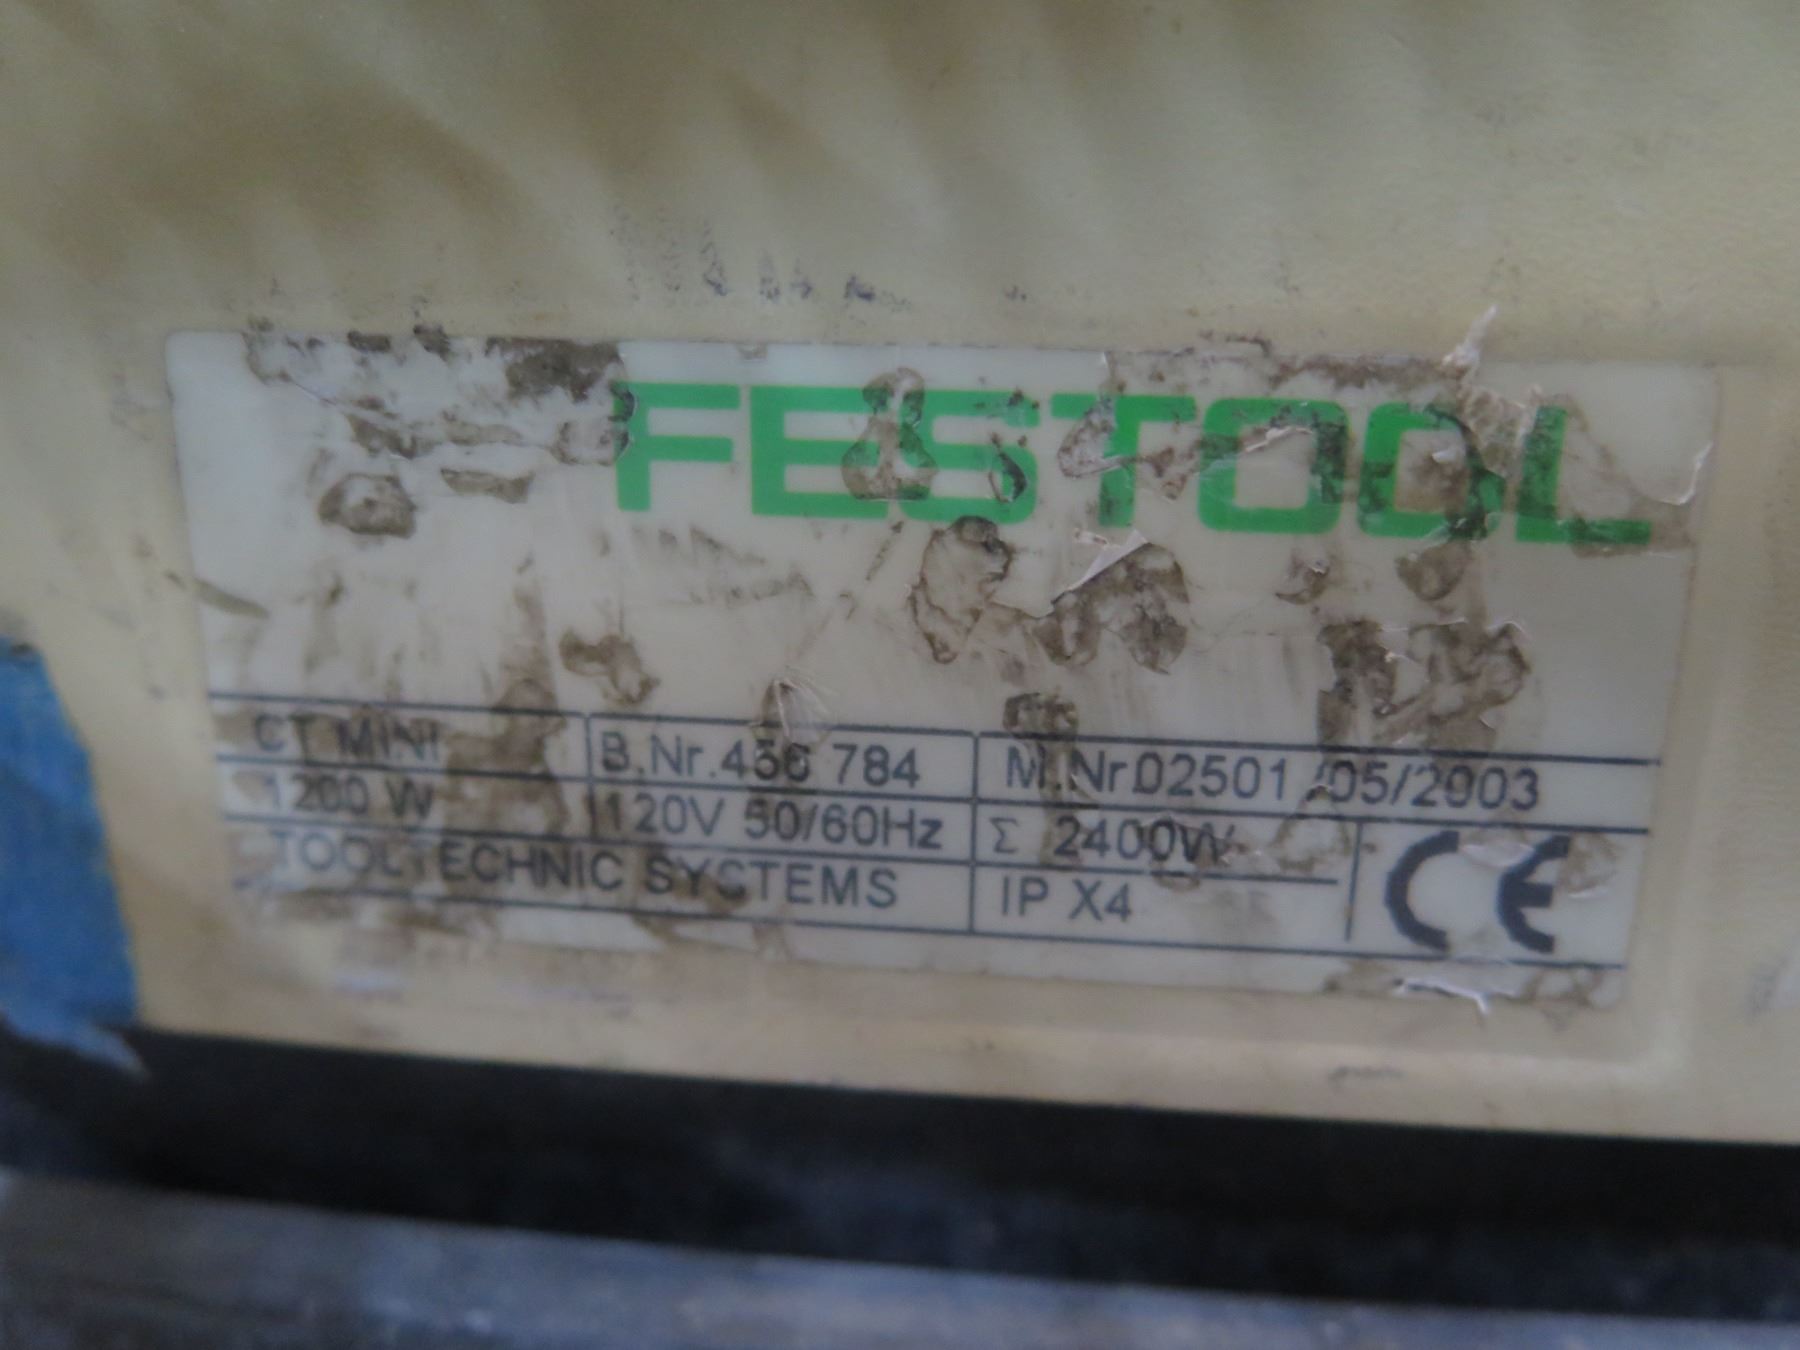 FESTOOL
CT MINI B.Nr.456 784 M.Nr.02501/05/2003
1200 W 120V 50/60Hz Σ 2400W
TOOLTECHNIC SYSTEMS IP X4 CE